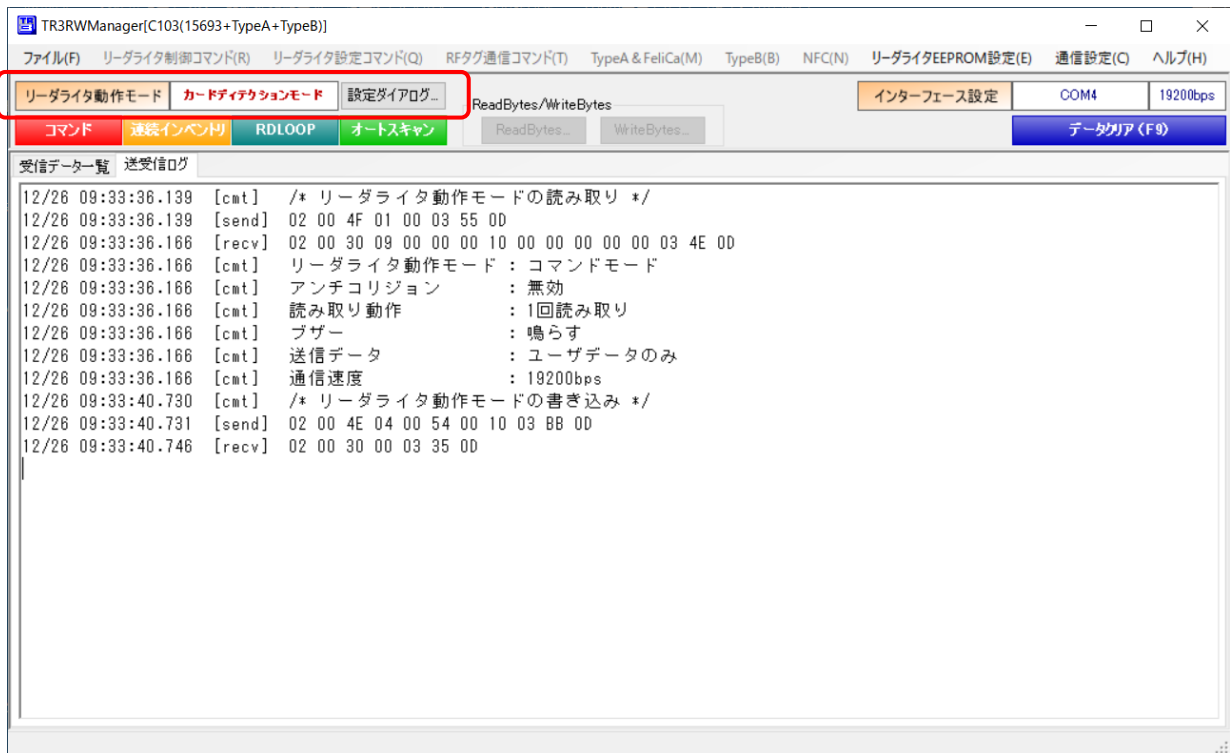 TR3RWManager[C103(15693+TypeA+TypeB)]
ファイル(F) リーダライタ制御コマンド(R) リーダライタ設定コマンド(Q) RFタグ通信コマンド(T) TypeA & FeliCa(M) TypeB(B) NFC(N) リーダライタEEPROM設定(E) 通信設定(C) ヘルプ(H)
リーダライタ動作モード カードディテクションモード 設定ダイアログ... ReadBytes/WriteBytes インターフェース設定 COM4 19200bps
コマンド 連続インベントリ RDLOOP オートスキャン ReadBytes... WriteBytes... データクリア(F9)
受信データ一覧 送受信ログ
12/26 09:33:36.139 [cmt] /* リーダライタ動作モードの読み取り */
12/26 09:33:36.139 [send] 02 00 4F 01 00 03 55 0D
12/26 09:33:36.166 [recv] 02 00 30 09 00 00 00 10 00 00 00 00 00 03 4E 0D
12/26 09:33:36.166 [cmt] リーダライタ動作モード : コマンドモード
12/26 09:33:36.166 [cmt] アンチコリジョン : 無効
12/26 09:33:36.166 [cmt] 読み取り動作 : 1回読み取り
12/26 09:33:36.166 [cmt] ブザー : 鳴らす
12/26 09:33:36.166 [cmt] 送信データ : ユーザデータのみ
12/26 09:33:36.166 [cmt] 通信速度 : 19200bps
12/26 09:33:40.730 [cmt] /* リーダライタ動作モードの書き込み */
12/26 09:33:40.731 [send] 02 00 4E 04 00 54 00 10 03 BB 0D
12/26 09:33:40.746 [recv] 02 00 30 00 03 35 0D